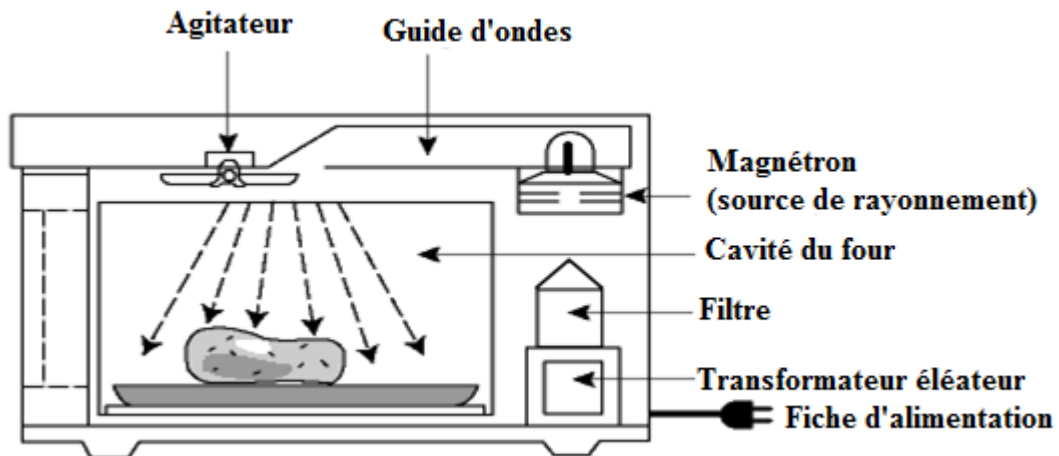 Agitateur
Guide d'ondes
Magnétron
(source de rayonnement)
Cavité du four
Filtre
Transformateur éléateur
Fiche d'alimentation